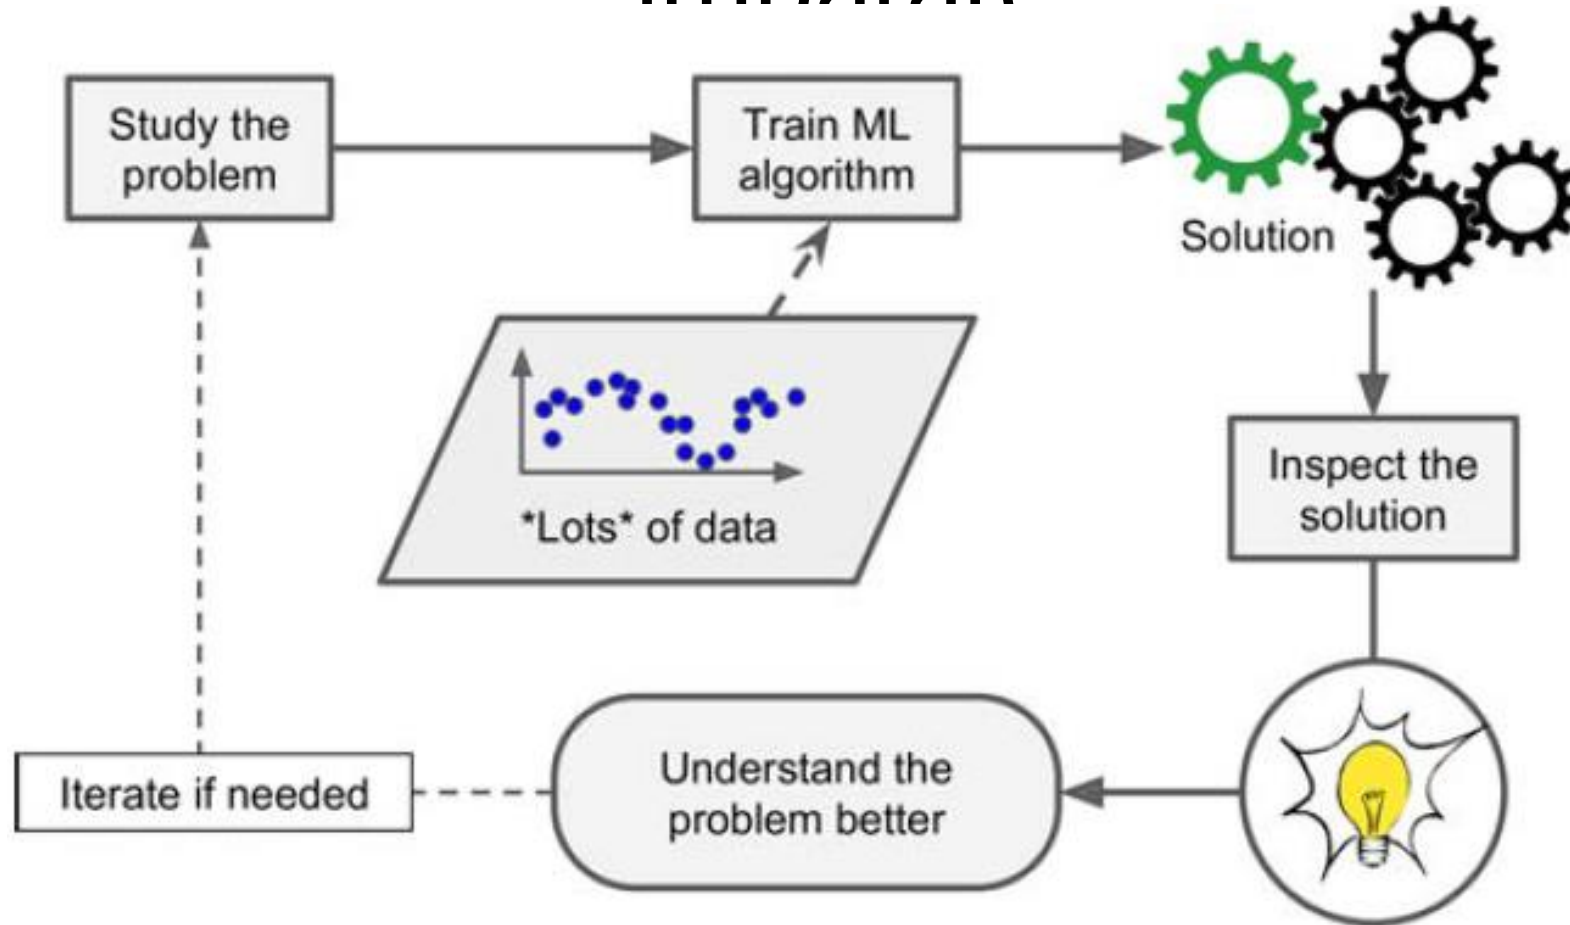 Study the
problem
Train ML
algorithm
Solution
*Lots* of data
Inspect the
solution
Understand the
problem better
Iterate if needed